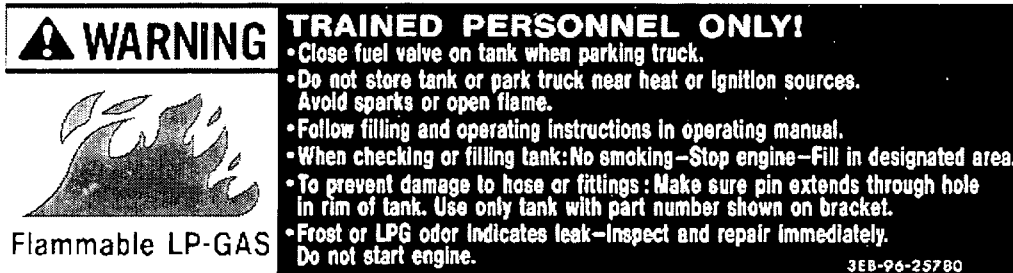 WARNING
Flammable LP-GAS
TRAINED PERSONNEL ONLY!
•Close fuel valve on tank when parking truck.
•Do not store tank or park truck near heat or ignition sources.
Avoid sparks or open flame.
•Follow filling and operating instructions in operating manual.
•When checking or filling tank:No smoking–Stop engine–Fill in designated area.
•To prevent damage to hose or fittings: Make sure pin extends through hole
in rim of tank. Use only tank with part number shown on bracket.
•Frost or LPG odor indicates leak–Inspect and repair immediately.
Do not start engine.
3EB-96-25780